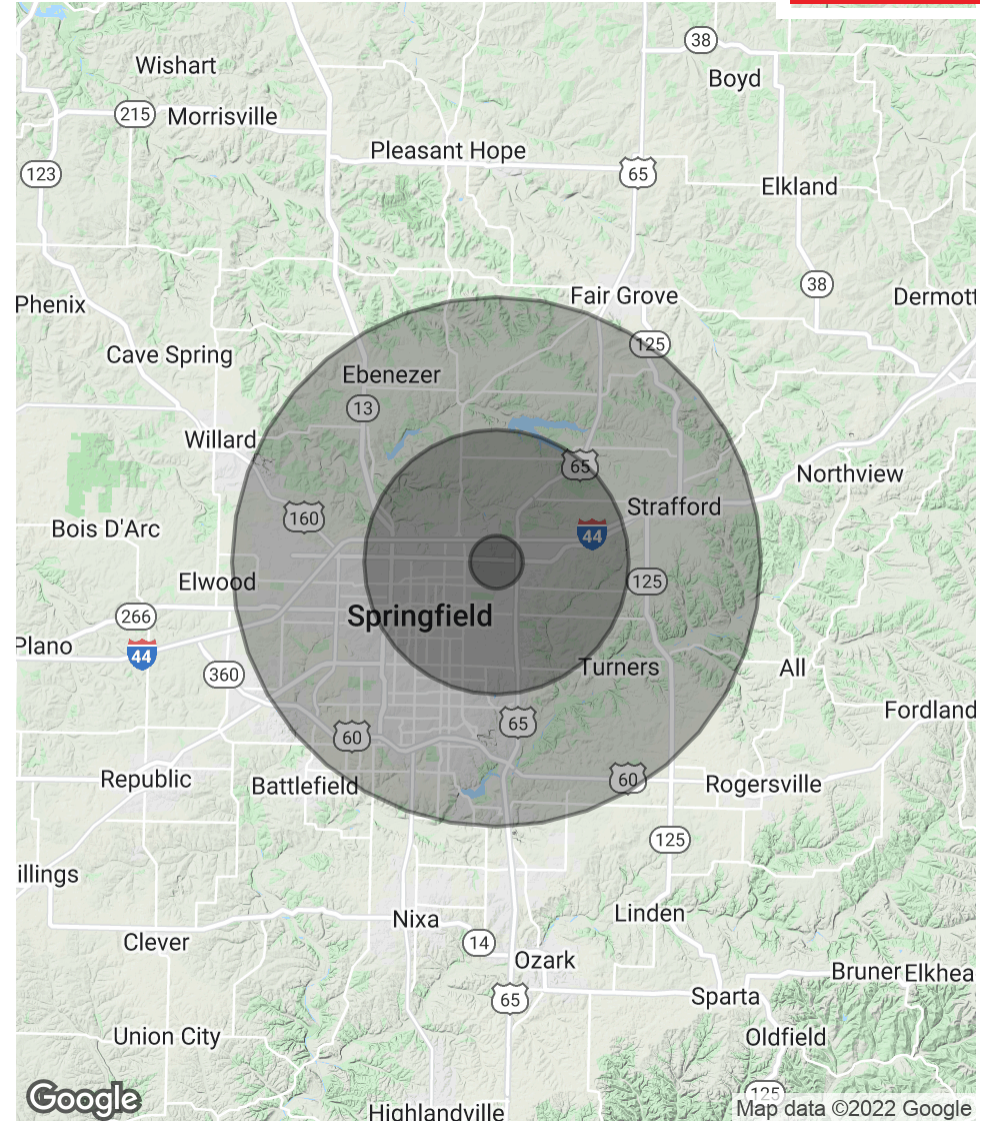 38
Wishart
Boyd
215
Morrisville
Pleasant Hope
123
65
Elkland
38
Fair Grove
Dermott
Phenix
125
Cave Spring
Ebenezer
13
Willard
65
Northview
Strafford
160
Bois D'Arc
44
Elwood
125
266
Springfield
Plano
44
Turners
All
360
Fordland
65
60
Republic
Battlefield
60
Rogersville
125
illings
Linden
Nixa
Clever
14
Ozark
Bruner
Elkhea
65
Sparta
Union City
Oldfield
125
Google
Highlandville
Map data ©2022 Google